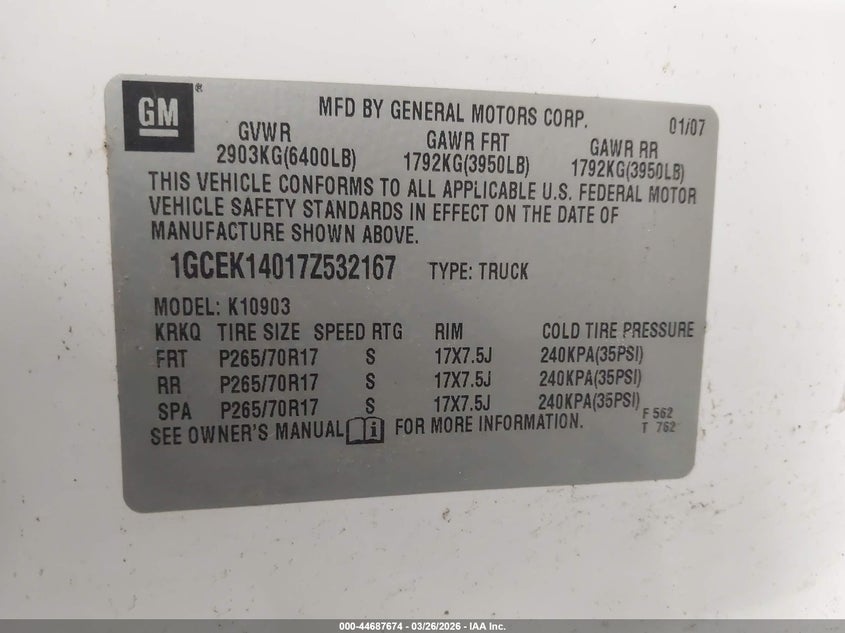 GM®
MFD BY GENERAL MOTORS CORP. 01/07
GVWR GAWR FRT GAWR RR
2903KG(6400LB) 1792KG(3950LB) 1792KG(3950LB)
THIS VEHICLE CONFORMS TO ALL APPLICABLE U.S. FEDERAL MOTOR
VEHICLE SAFETY STANDARDS IN EFFECT ON THE DATE OF
MANUFACTURE SHOWN ABOVE.
1GCEK14017Z532167 TYPE: TRUCK
MODEL: K10903
KRKQ TIRE SIZE SPEED RTG RIM COLD TIRE PRESSURE
FRT P265/70R17 S 17X7.5J 240KPA(35PSI)
RR P265/70R17 S 17X7.5J 240KPA(35PSI)
SPA P265/70R17 S 17X7.5J 240KPA(35PSI)
SEE OWNER'S MANUAL i FOR MORE INFORMATION.
F 562
T 762
000-44687674 | 03/26/2026 | IAA Inc.